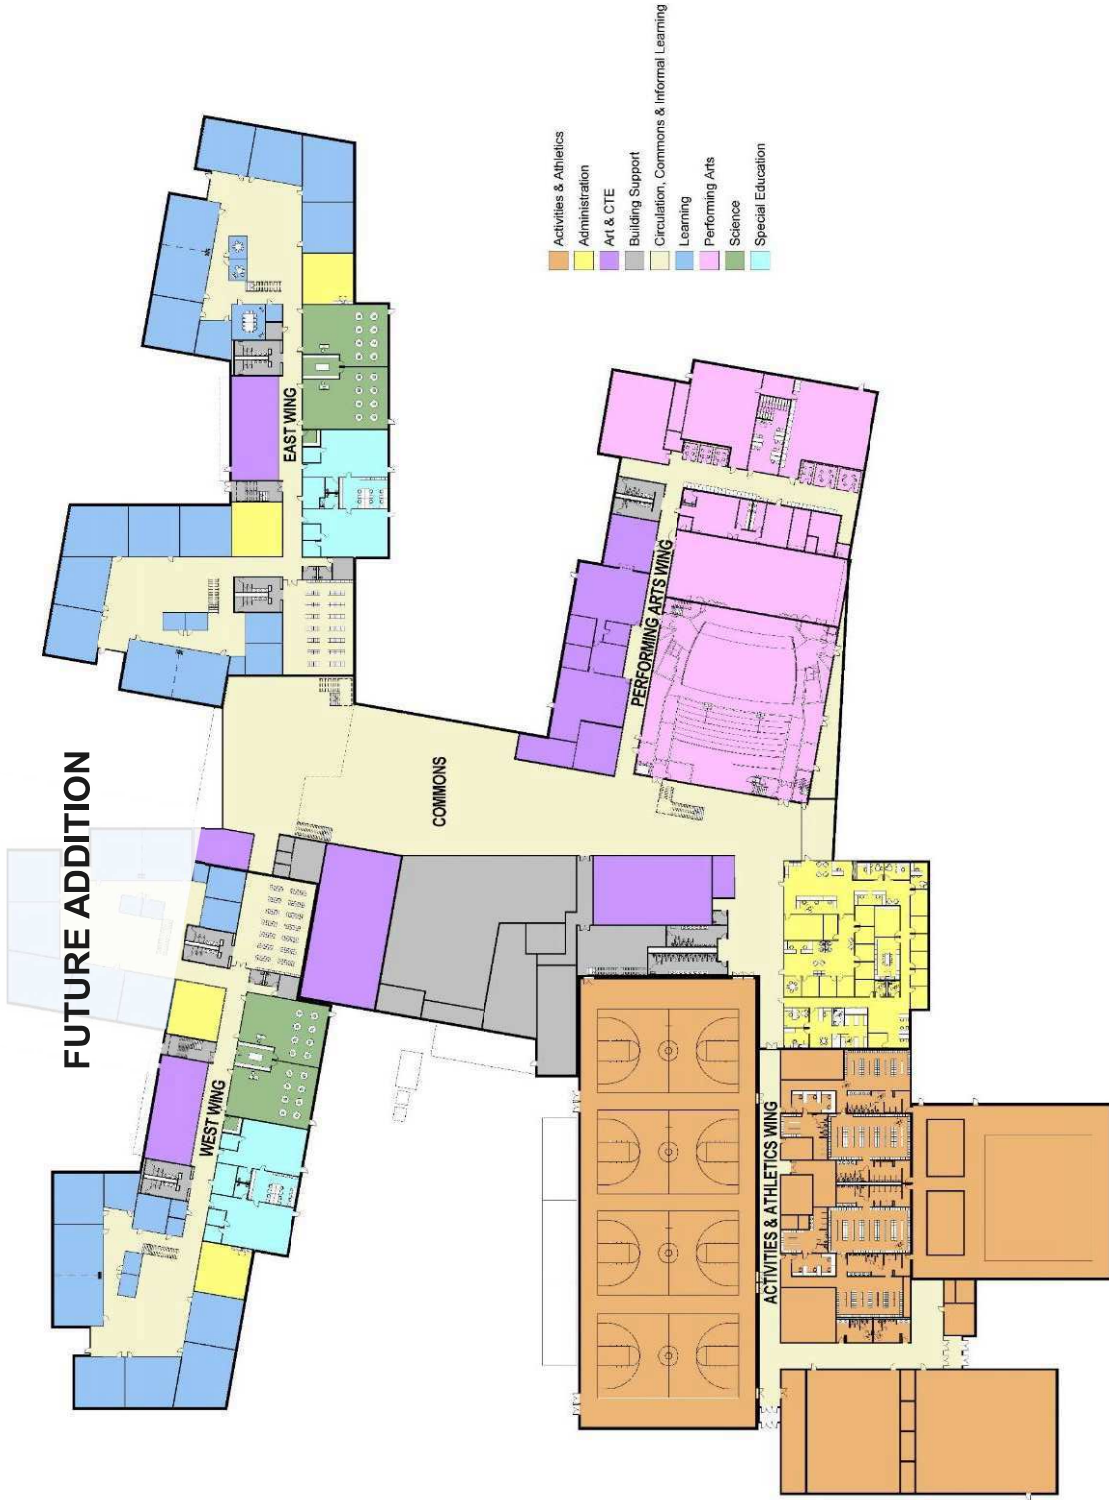 FUTURE ADDITION
EAST WING
WEST WING
COMMONS
PERFORMING ARTS WING
ACTIVITIES & ATHLETICS WING
Activities & Athletics
Administration
Art & CTE
Building Support
Circulation, Commons & Informal Learning
Learning
Performing Arts
Science
Special Education